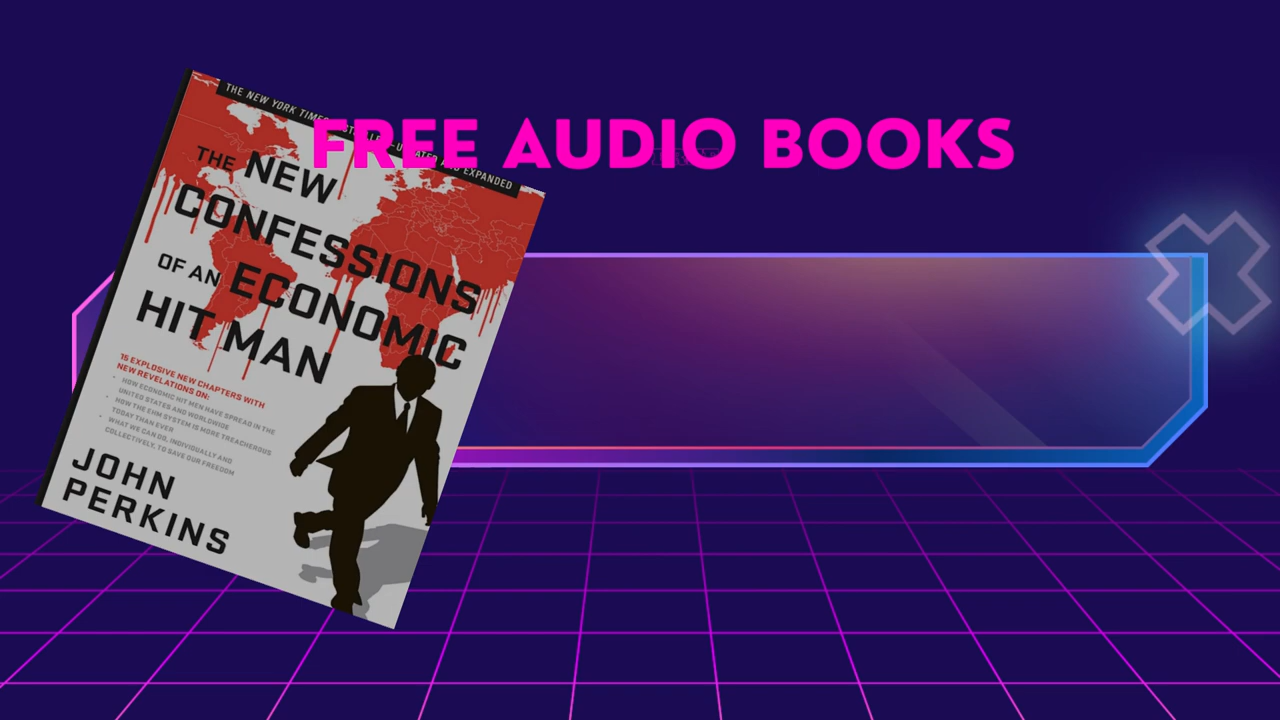 FREE AUDIO BOOKS
THE NEW YORK TIMES BESTSELLER—UPDATED AND EXPANDED
THE NEW
CONFESSIONS
OF AN ECONOMIC
HIT MAN
15 EXPLOSIVE NEW CHAPTERS WITH
NEW REVELATIONS ON:
• HOW ECONOMIC HIT MEN HAVE SPREAD IN THE
UNITED STATES AND WORLDWIDE
• HOW THE EHM SYSTEM IS MORE TREACHEROUS
TODAY THAN EVER
• WHAT WE CAN DO, INDIVIDUALLY AND
COLLECTIVELY, TO SAVE OUR FREEDOM
JOHN
PERKINS